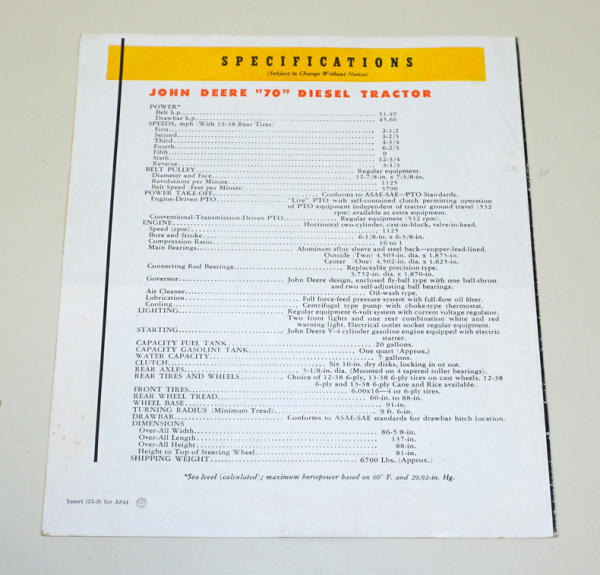 SPECIFICATIONS
(Subject to Change Without Notice)
JOHN DEERE "70" DIESEL TRACTOR
POWER*
Belt h.p. 51.49
Drawbar h.p. 45.66
SPEEDS, mph (With 13-38 Rear Tires)
First 2-1/2
Second 3-2/3
Third 4-3/4
Fourth 6-2/3
Fifth 9
Sixth 12-3/4
Reverse 3-1/3
BELT PULLEY Regular equipment.
Diameter and Face 12-7/8-in. x 7-3/8-in.
Revolutions per Minute 1125
Belt Speed (Feet per Minute) 3790
POWER TAKE-OFF Conforms to ASAE-SAE—PTO Standards.
Engine-Driven PTO "Live" PTO with self-contained clutch permitting operation
of PTO equipment independent of tractor ground travel (532
rpm) available as extra equipment.
Conventional-Transmission-Driven PTO Regular equipment (532 rpm).
ENGINE Horizontal two-cylinder, cast-in-block, valve-in-head.
Speed (rpm) 1125
Bore and Stroke 6-1/8-in. x 6-3/8-in.
Compression Ratio 16 to 1
Main Bearings Aluminum alloy sleeve and steel back—copper-lead-lined.
Outside (Two) 4.505-in. dia. x 1.875-in.
Center (One) 4.502-in. dia. x 1.625-in.
Connecting Rod Bearings Replaceable precision type.
3.752-in. dia. x 1.870-in.
Governor John Deere design, enclosed fly-ball type with one ball-thrust
and two self-adjusting ball bearings.
Air Cleaner Oil-wash type.
Lubrication Full force-feed pressure system with full-flow oil filter.
Cooling Centrifugal type pump with choke-type thermostat.
LIGHTING Regular equipment 6-volt system with current voltage regulator.
Two front lights and one rear combination white and red
warning light. Electrical outlet socket regular equipment.
STARTING John Deere V-4 cylinder gasoline engine equipped with electric
starter.
CAPACITY FUEL TANK 20 gallons.
CAPACITY GASOLINE TANK One quart (Approx.)
WATER CAPACITY 7 gallons.
CLUTCH Six 10-in. dry disks, locking in or out.
REAR AXLES 3-1/8-in. dia. (Mounted on 4 tapered roller bearings).
REAR TIRES AND WHEELS Choice of 12-38 6-ply, 13-38 6-ply tires on cast wheels. 12-38
6-ply and 13-38 6-ply Cane and Rice available.
FRONT TIRES 6.00x16—4 or 6-ply tires.
REAR WHEEL TREAD 60-in. to 88-in.
WHEEL BASE 91-in.
TURNING RADIUS (Minimum Tread) 9 ft. 6-in.
DRAWBAR Conforms to ASAE-SAE standards for drawbar hitch location.
DIMENSIONS
Over-All Width 86-5/8-in.
Over-All Length 137-in.
Over-All Height 88-in.
Height to Top of Steering Wheel 81-in.
SHIPPING WEIGHT 6700 Lbs. (Approx.)
*Sea level (calculated); maximum horsepower based on 60° F. and 29.92-in. Hg.
Insert (55-3) for A844